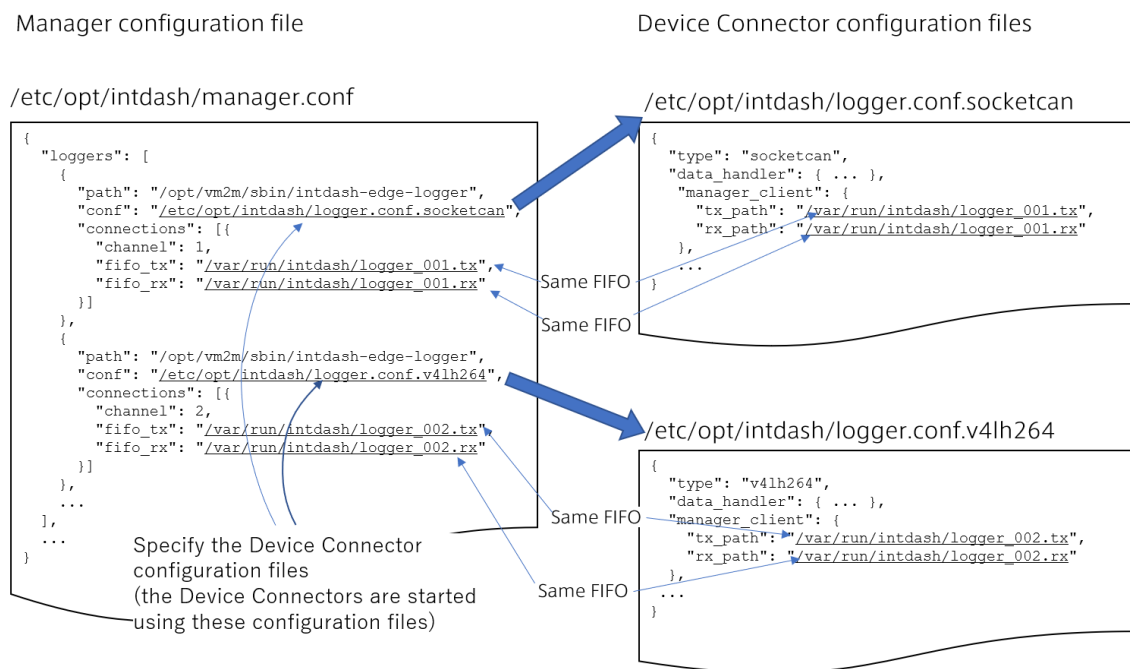 Manager configuration file
/etc/opt/intdash/manager.conf
{
"loggers": [
{
"path": "/opt/vm2m/sbin/intdash-edge-logger",
"conf": "/etc/opt/intdash/logger.conf.socketcan",
"connections": [{
"channel": 1,
"fifo_tx": "/var/run/intdash/logger_001.tx",
"fifo_rx": "/var/run/intdash/logger_001.rx"
}]
},
{
"path": "/opt/vm2m/sbin/intdash-edge-logger",
"conf": "/etc/opt/intdash/logger.conf.v4lh264",
"connections": [{
"channel": 2,
"fifo_tx": "/var/run/intdash/logger_002.tx"
"fifo_rx": "/var/run/intdash/logger_002.rx"
}]
},
...
],
...
}
Specify the Device Connector
configuration files
(the Device Connectors are started
using these configuration files)
Same FIFO
Same FIFO
Same FIFO
Same FIFO
Device Connector configuration files
/etc/opt/intdash/logger.conf.socketcan
{
"type": "socketcan",
"data_handler": { ... },
"manager_client": {
"tx_path": "/var/run/intdash/logger_001.tx",
"rx_path": "/var/run/intdash/logger_001.rx"
},
...
}
/etc/opt/intdash/logger.conf.v4lh264
{
"type": "v4lh264",
"data_handler": { ... },
"manager_client": {
"tx_path": "/var/run/intdash/logger_002.tx",
"rx_path": "/var/run/intdash/logger_002.rx"
},
...
}